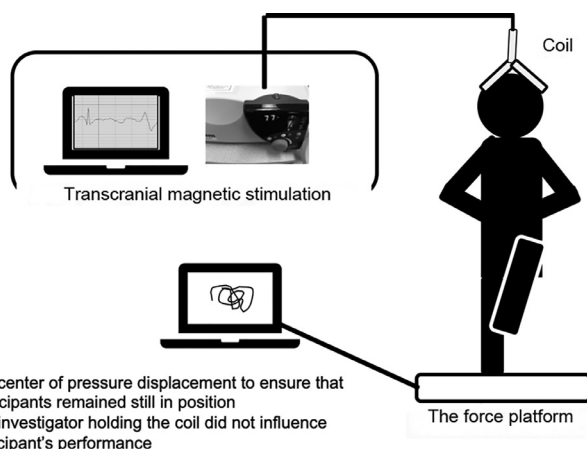 Coil
77
Transcranial magnetic stimulation
center of pressure displacement to ensure that
cipants remained still in position
investigator holding the coil did not influence
cipant's performance
The force platform